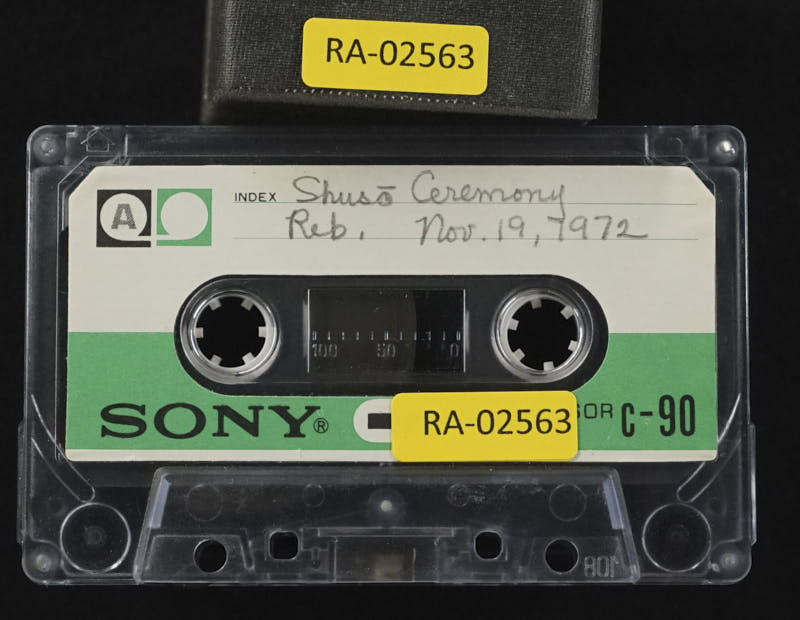 RA-02563
A
INDEX Shusō Ceremony
Reb. Nov. 19, 1972
100 50 0
SONY®
RA-02563
C-90